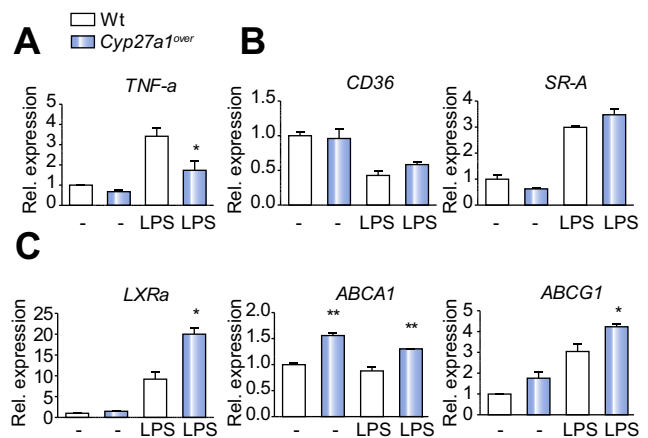 Wt
Cyp27a1over
A
B
TNF-a
CD36
SR-A
Rel. expression
5
4
3
2
1
0
*
- - LPS LPS
Rel. expression
1.5
1.0
0.5
0.0
- - LPS LPS
Rel. expression
4
3
2
1
0
- - LPS LPS
C
LXRa
ABCA1
ABCG1
Rel. expression
25
20
15
10
5
0
*
- - LPS LPS
Rel. expression
2.0
1.5
1.0
0.5
0.0
**
**
- - LPS LPS
Rel. expression
5
4
3
2
1
0
*
- - LPS LPS